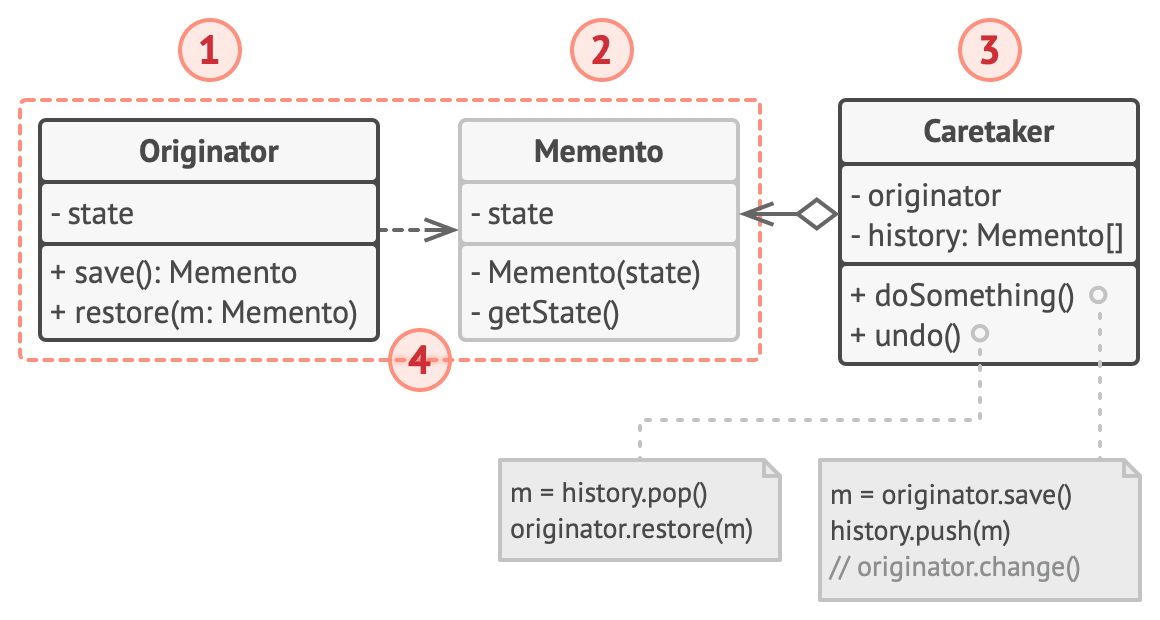 1
2
3
Originator
- state
+ save(): Memento
+ restore(m: Memento)
Memento
- state
- Memento(state)
- getState()
Caretaker
- originator
- history: Memento[]
+ doSomething()
+ undo()
4
m = history.pop()
originator.restore(m)
m = originator.save()
history.push(m)
// originator.change()